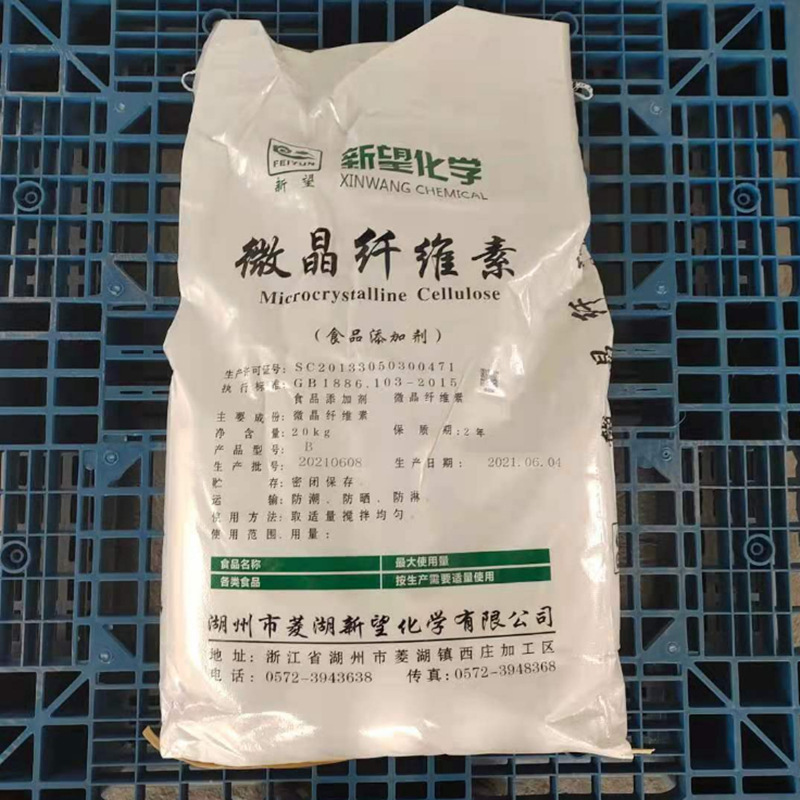 FEIYUN
新望
新望化学
XINWANG CHEMICAL
微晶纤维素
Microcrystalline Cellulose
（食品添加剂）
生产许可证号：SC20133050300471
执行标准：GB1886.103-2015
食品添加剂 微晶纤维素
主要成份：微晶纤维素
净含量：20kg 保质期：2年
产品型号：B
生产批号：20210608 生产日期：2021.06.04
贮存：密闭保存。
运输：防潮、防晒、防淋。
使用方法：取适量搅拌均匀。
使用范围、用量：
食品名称 最大使用量
各类食品 按生产需要适量使用
湖州市菱湖新望化学有限公司
地址：浙江省湖州市菱湖镇西庄加工区
电话：0572-3943638 传真：0572-3948368